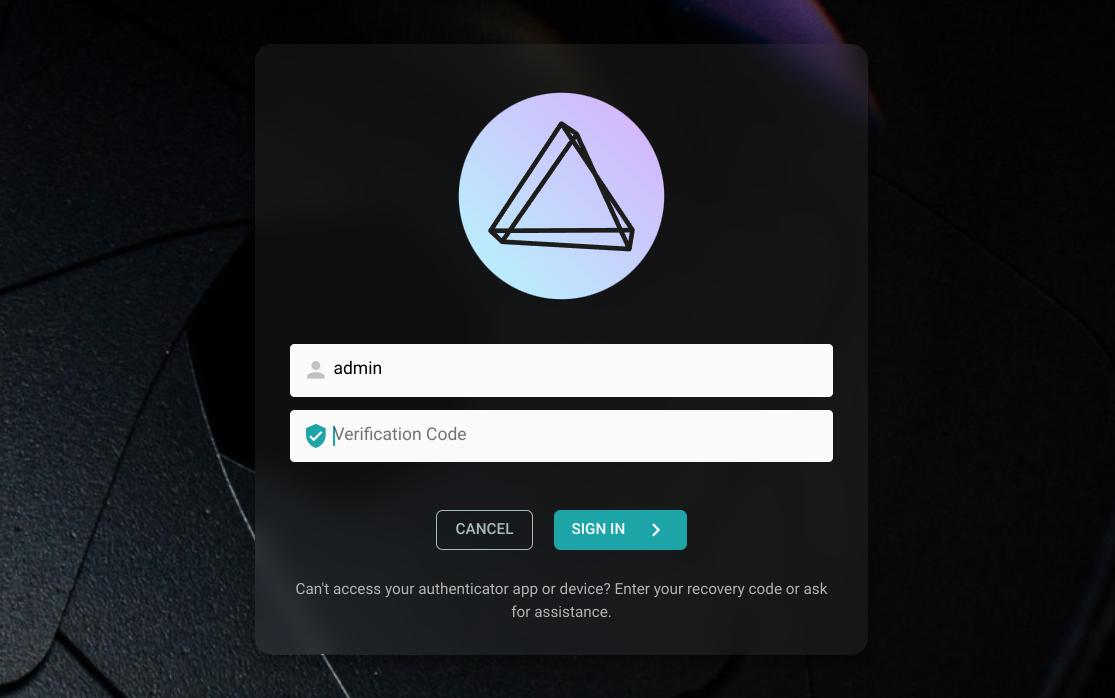 admin
Verification Code
CANCEL
SIGN IN
Can't access your authenticator app or device? Enter your recovery code or ask
for assistance.